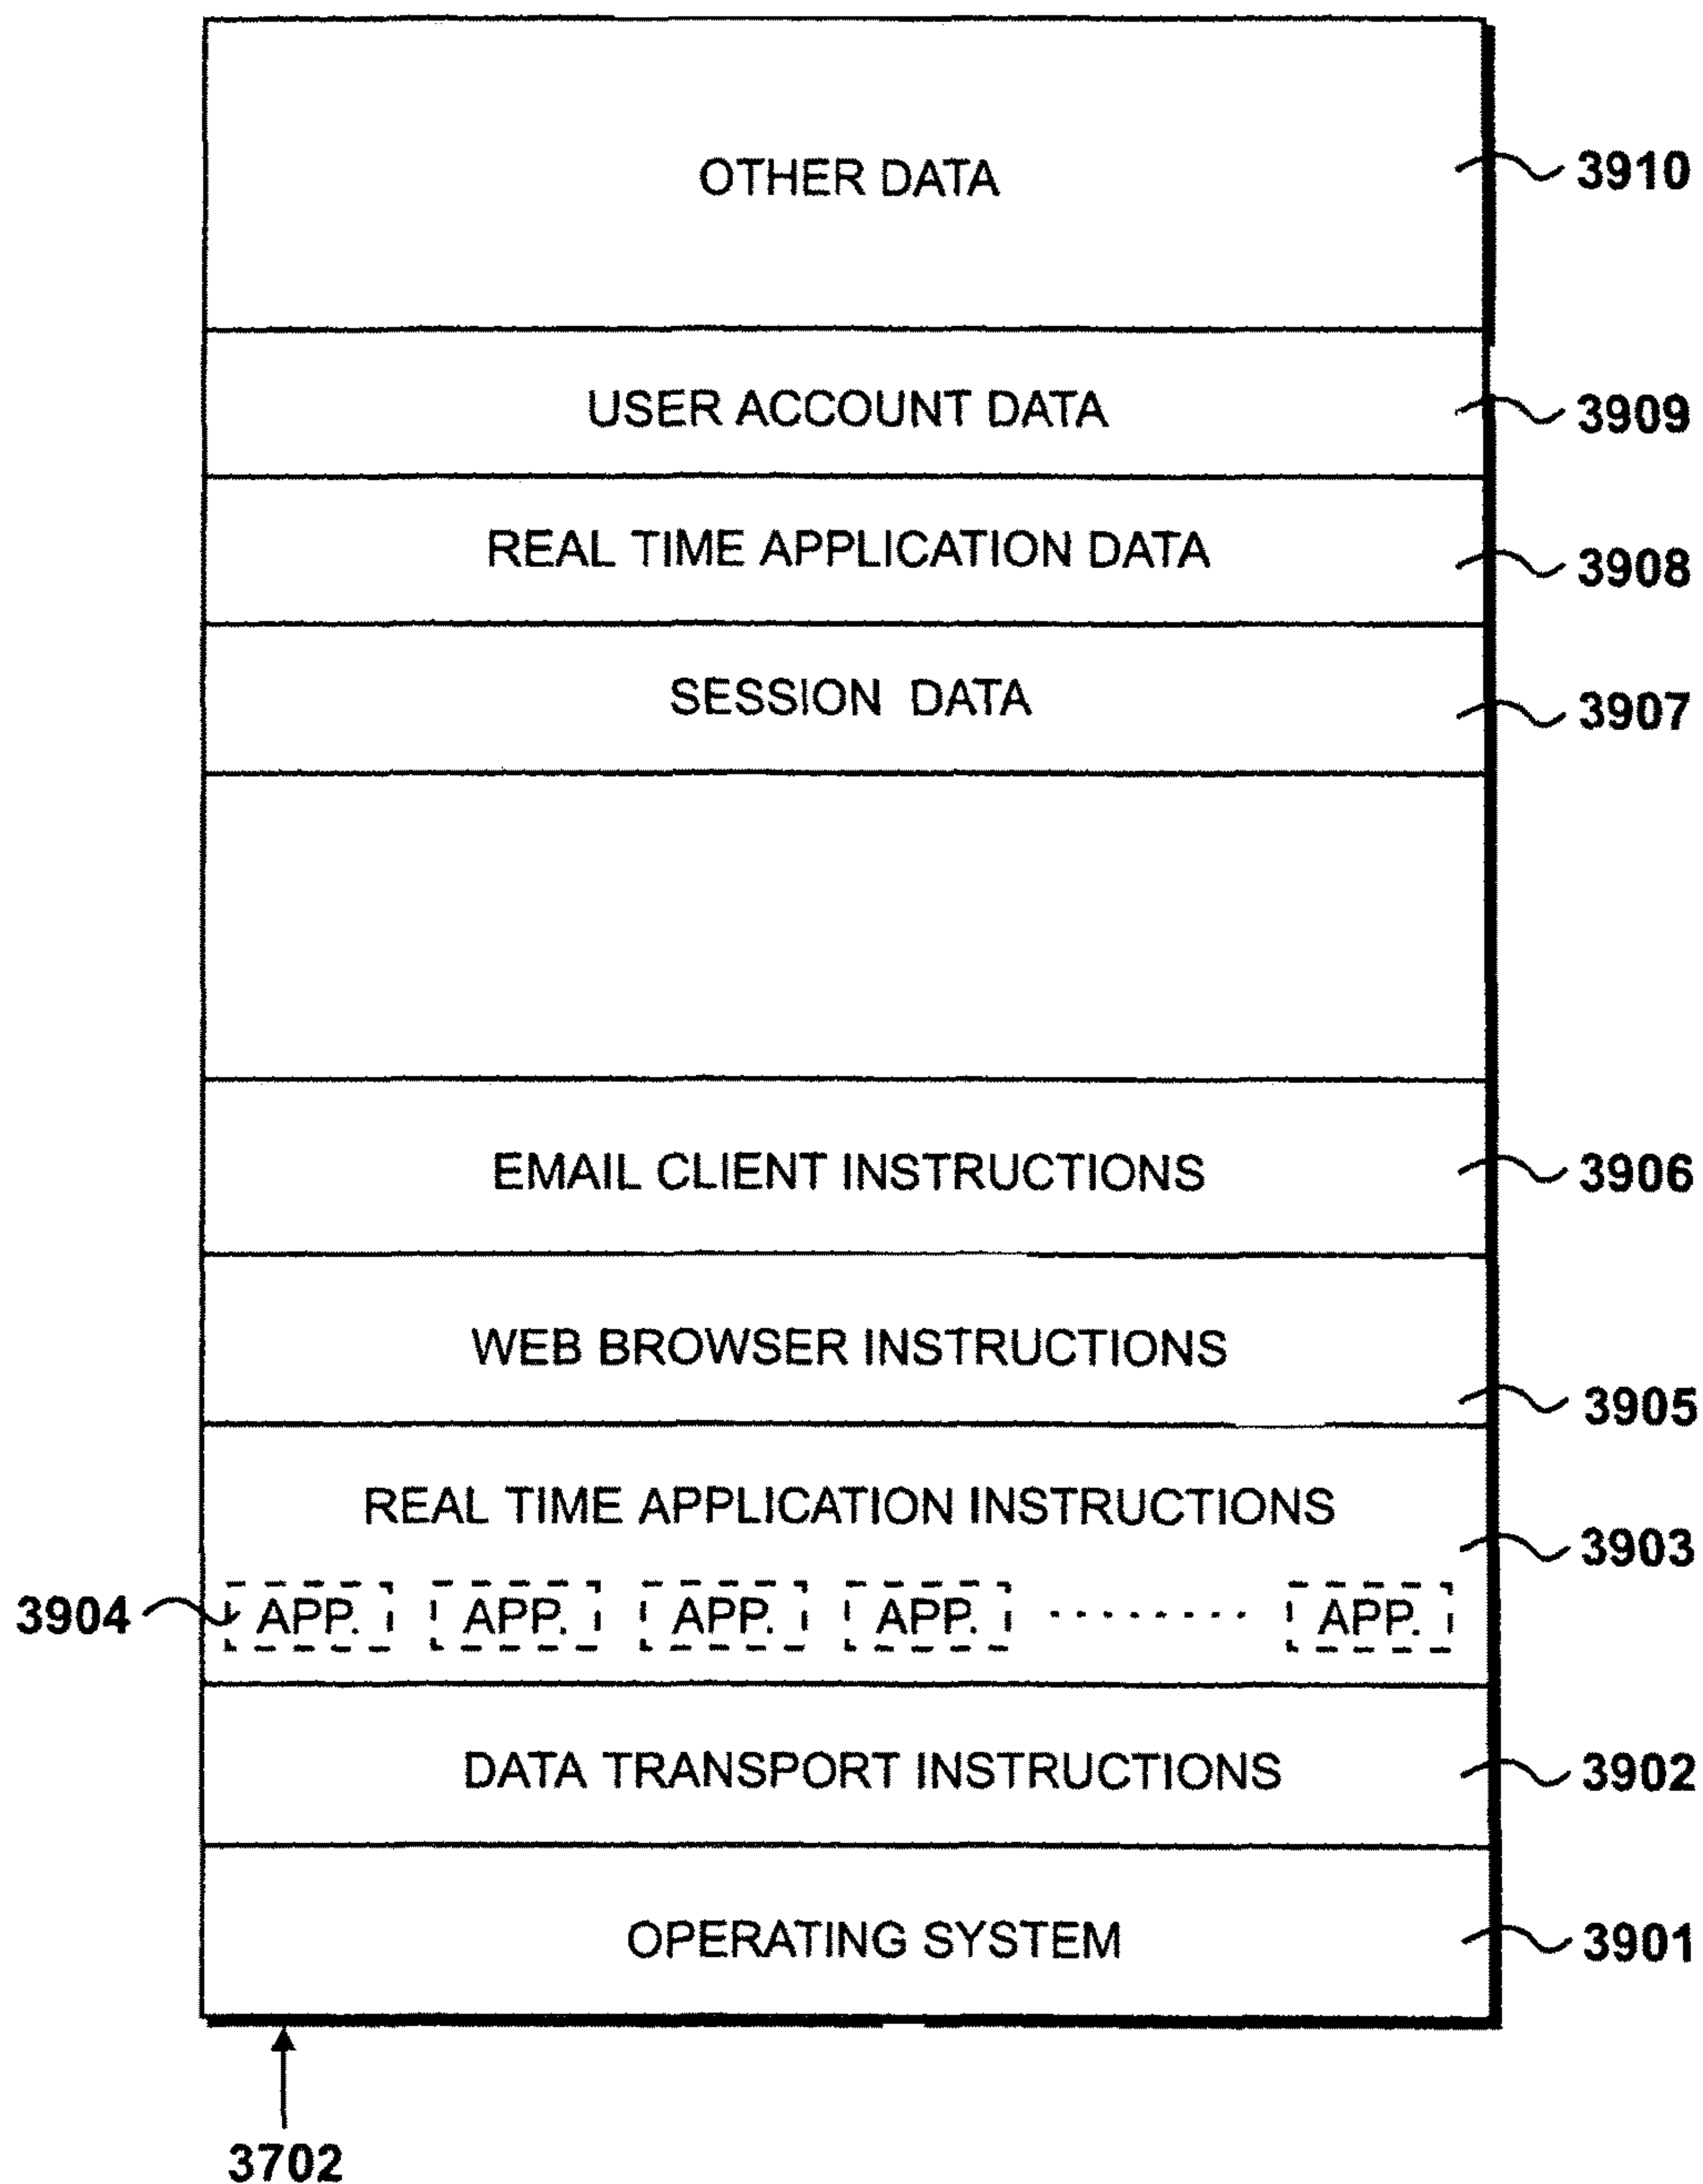 OTHER DATA
3910
USER ACCOUNT DATA
3909
REAL TIME APPLICATION DATA
3908
SESSION DATA
3907
EMAIL CLIENT INSTRUCTIONS
3906
WEB BROWSER INSTRUCTIONS
3905
REAL TIME APPLICATION INSTRUCTIONS
3903
3904 APP. APP. APP. APP. ........ APP.
DATA TRANSPORT INSTRUCTIONS
3902
OPERATING SYSTEM
3901
3702